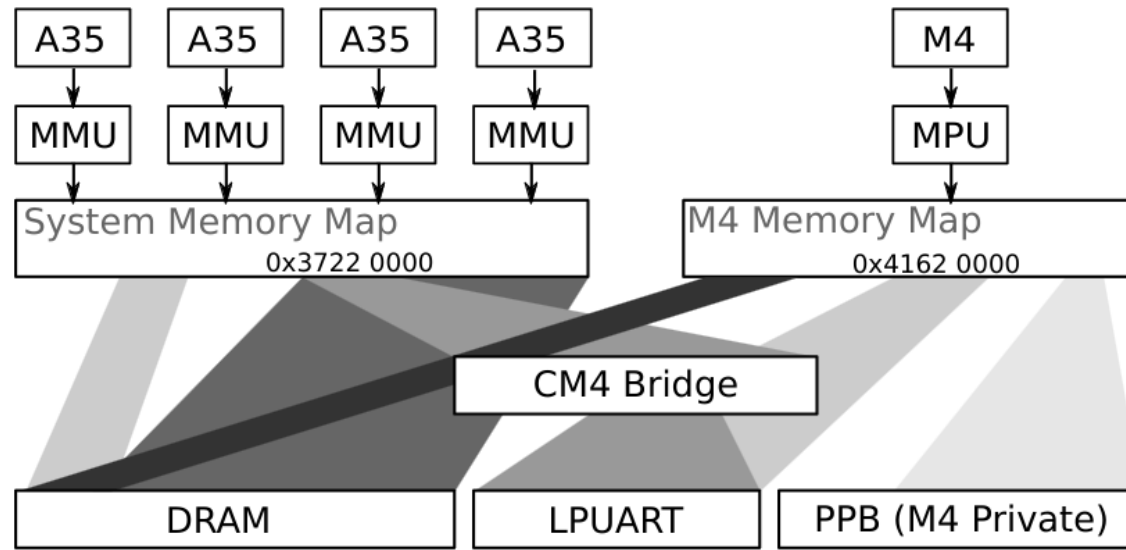 A35 A35 A35 A35 M4
MMU MMU MMU MMU MPU
System Memory Map
0x3722 0000
M4 Memory Map
0x4162 0000
CM4 Bridge
DRAM LPUART PPB (M4 Private)